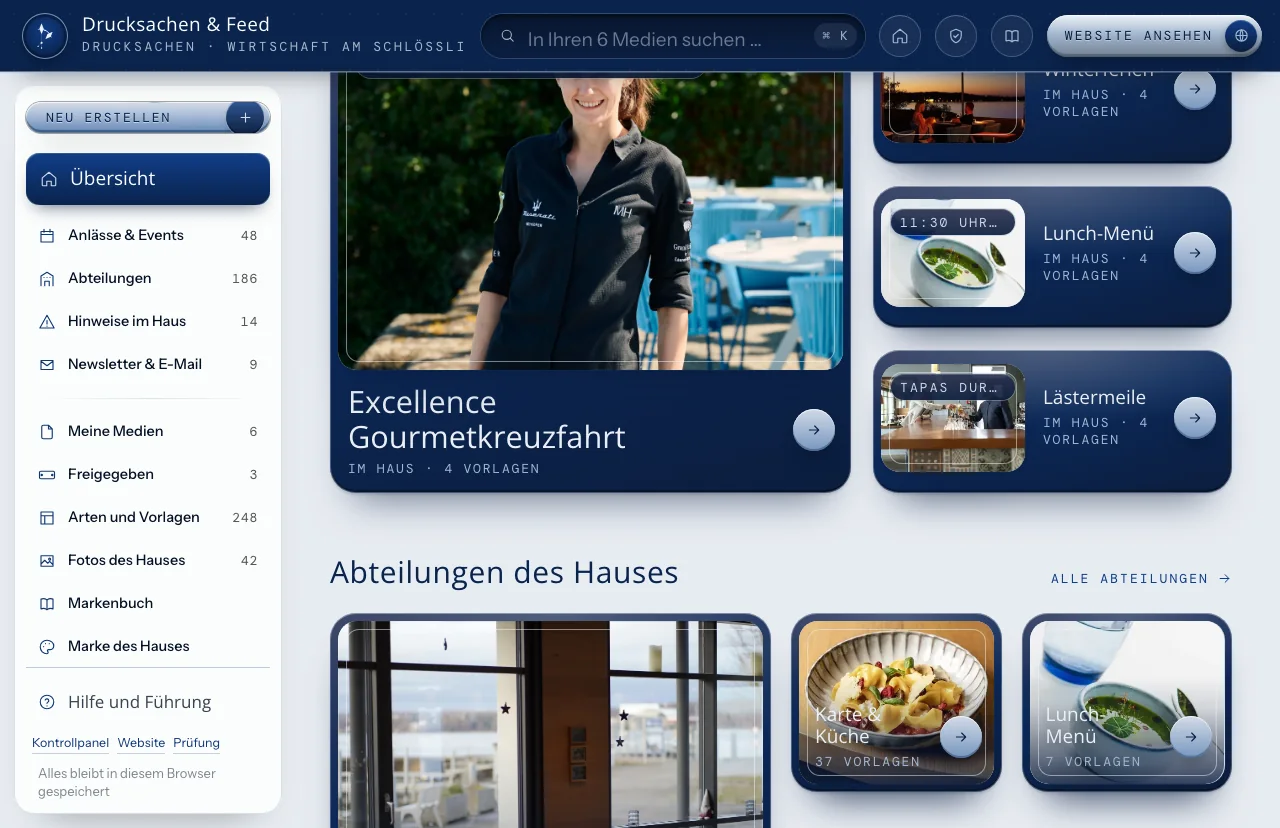 Drucksachen & Feed
DRUCKSACHEN · WIRTSCHAFT AM SCHLÖSSLI
In Ihren 6 Medien suchen ...
⌘ K
WEBSITE ANSEHEN
NEU ERSTELLEN
Übersicht
Anlässe & Events 48
Abteilungen 186
Hinweise im Haus 14
Newsletter & E-Mail 9
Meine Medien 6
Freigegeben 3
Arten und Vorlagen 248
Fotos des Hauses 42
Markenbuch
Marke des Hauses
Hilfe und Führung
Kontrollpanel Website Prüfung
Alles bleibt in diesem Browser
gespeichert
MH
Excellence
Gourmetkreuzfahrt
IM HAUS · 4 VORLAGEN
Winterferien
IM HAUS · 4
VORLAGEN
11:30 UHR…
Lunch-Menü
IM HAUS · 4
VORLAGEN
TAPAS DUR…
Lästermeile
IM HAUS · 4
VORLAGEN
Abteilungen des Hauses
ALLE ABTEILUNGEN →
Karte &
Küche
37 VORLAGEN
Lunch-
Menü
7 VORLAGEN